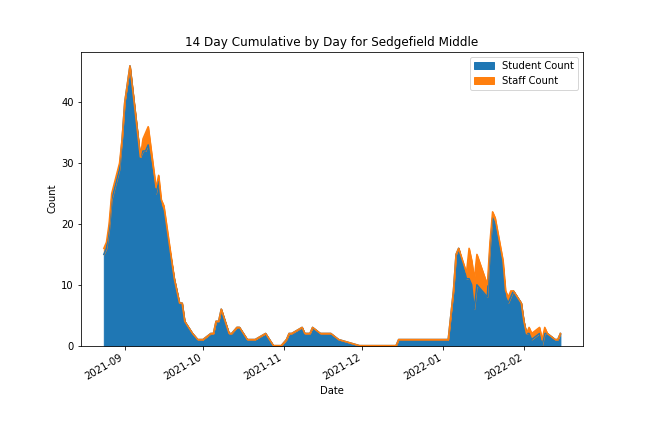 14 Day Cumulative by Day for Sedgefield Middle
Student Count
Staff Count
Count
40
30
20
10
0
2021-09
2021-10
2021-11
2021-12
2022-01
2022-02
Date